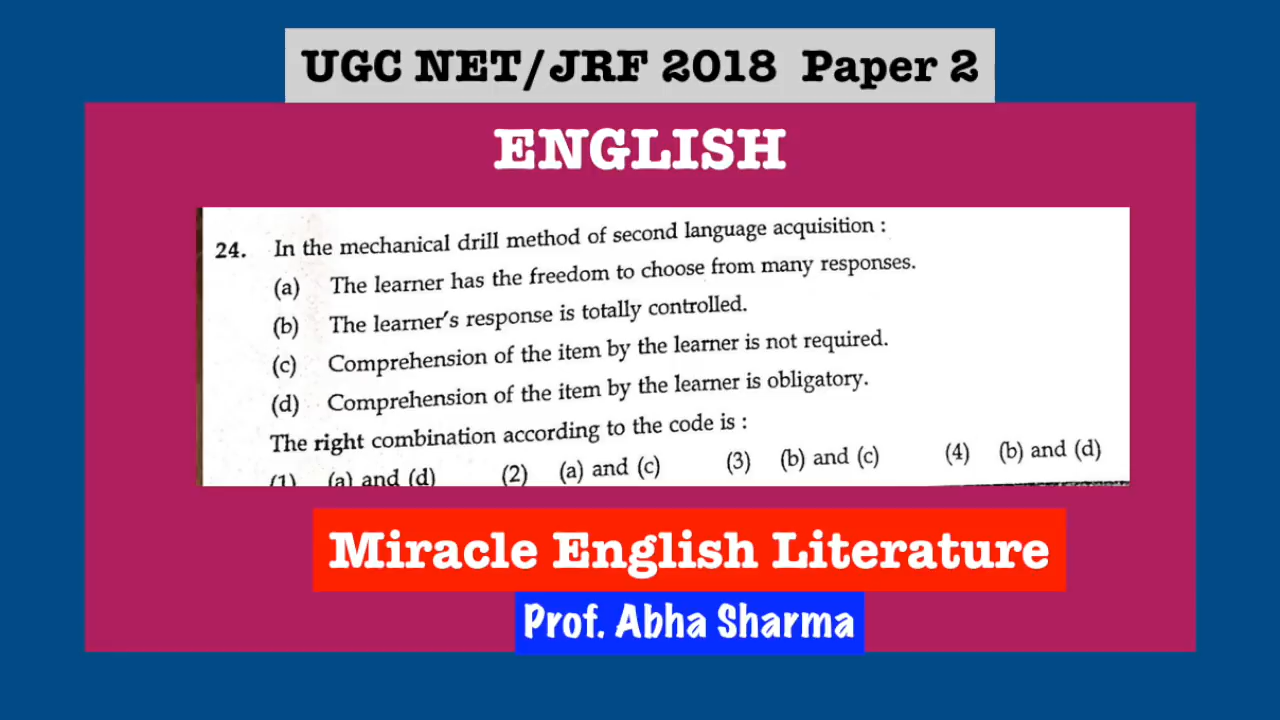 UGC NET/JRF 2018 Paper 2
ENGLISH
24. In the mechanical drill method of second language acquisition :
(a) The learner has the freedom to choose from many responses.
(b) The learner's response is totally controlled.
(c) Comprehension of the item by the learner is not required.
(d) Comprehension of the item by the learner is obligatory.
The right combination according to the code is :
(1) (a) and (d) (2) (a) and (c) (3) (b) and (c) (4) (b) and (d)
Miracle English Literature
Prof. Abha Sharma